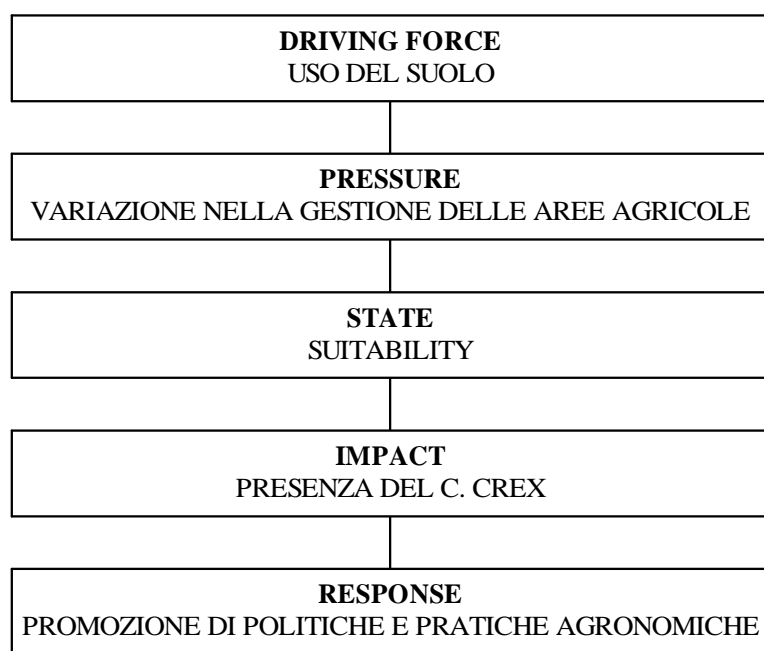 DRIVING FORCE
USO DEL SUOLO
PRESSURE
VARIAZIONE NELLA GESTIONE DELLE AREE AGRICOLE
STATE
SUITABILITY
IMPACT
PRESENZA DEL C. CREX
RESPONSE
PROMOZIONE DI POLITICHE E PRATICHE AGRONOMICHE